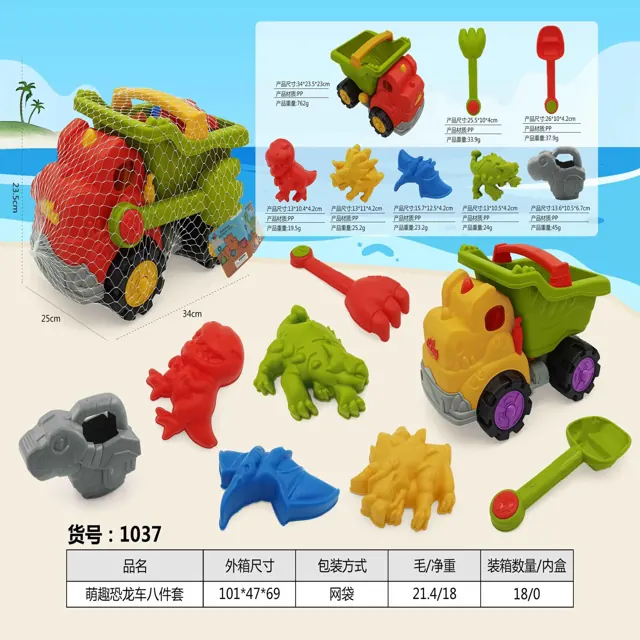 产品尺寸:34*23.5*23cm
产品材质:PP
产品重量:762g
产品尺寸:25.5*10*4cm
产品材质:PP
产品重量:33.9g
产品尺寸:26*10*4.2cm
产品材质:PP
产品重量:37.9g
产品尺寸:13*10.4*4.2cm
产品材质:PP
产品重量:19.5g
产品尺寸:13*11*4.2cm
产品材质:PP
产品重量:25.2g
产品尺寸:15.7*12.5*4.2cm
产品材质:PP
产品重量:23.2g
产品尺寸:13*10.5*4.2cm
产品材质:PP
产品重量:24g
产品尺寸:13.6*10.5*6.7cm
产品材质:PP
产品重量:45g
23.5cm
25cm
34cm
货号：1037
品名 外箱尺寸 包装方式 毛/净重 装箱数量/内盒
萌趣恐龙车八件套 101*47*69 网袋 21.4/18 18/0